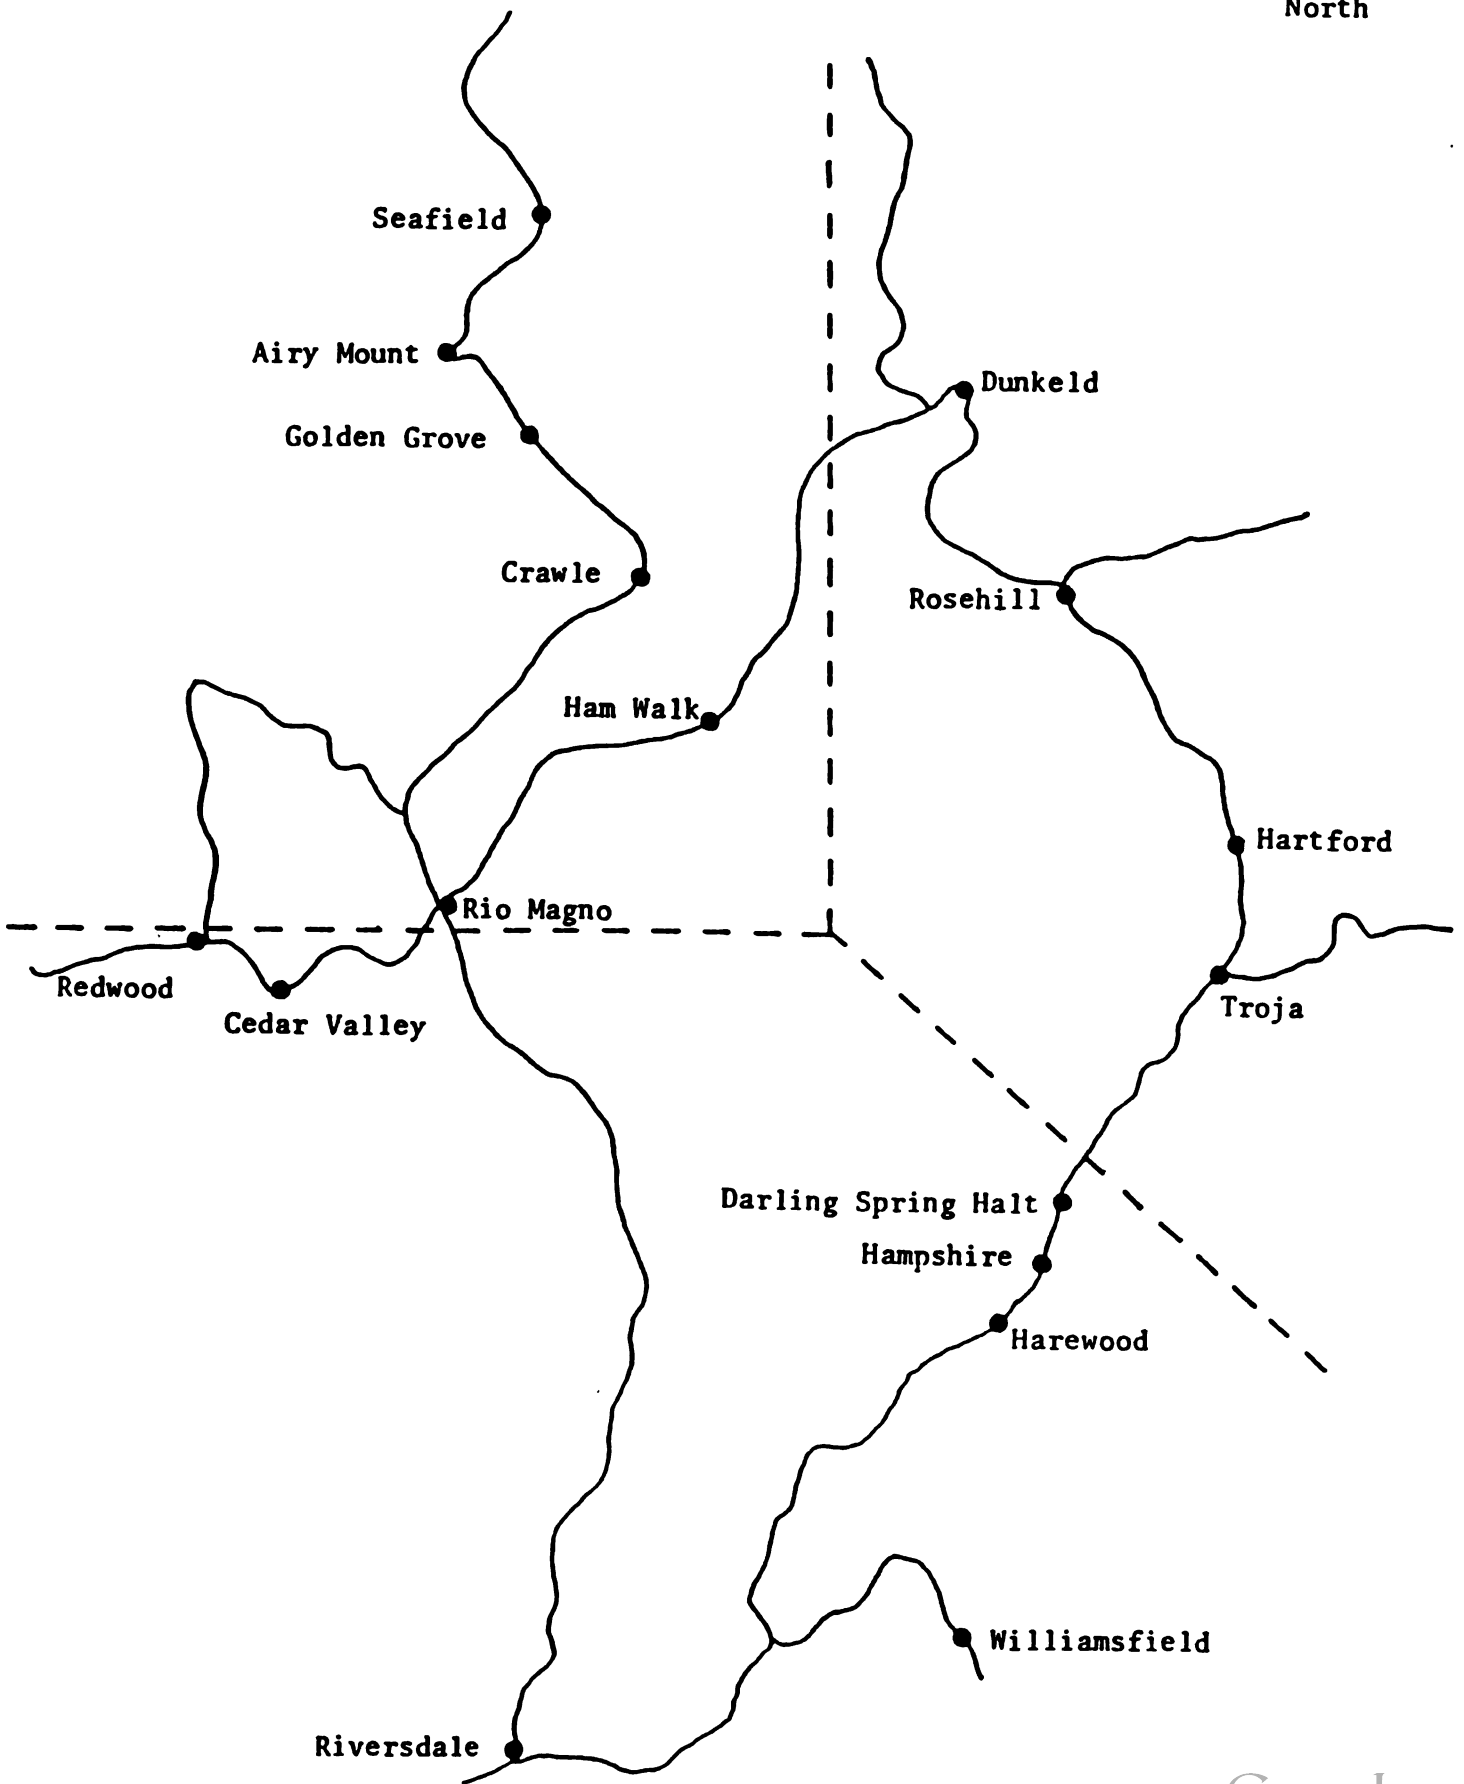 North
Seafield
Airy Mount
Dunkeld
Golden Grove
Crawle
Rosehill
Ham Walk
Hartford
Rio Magno
Redwood
Troja
Cedar Valley
Darling Spring Halt
Hampshire
Harewood
Williamsfield
Riversdale